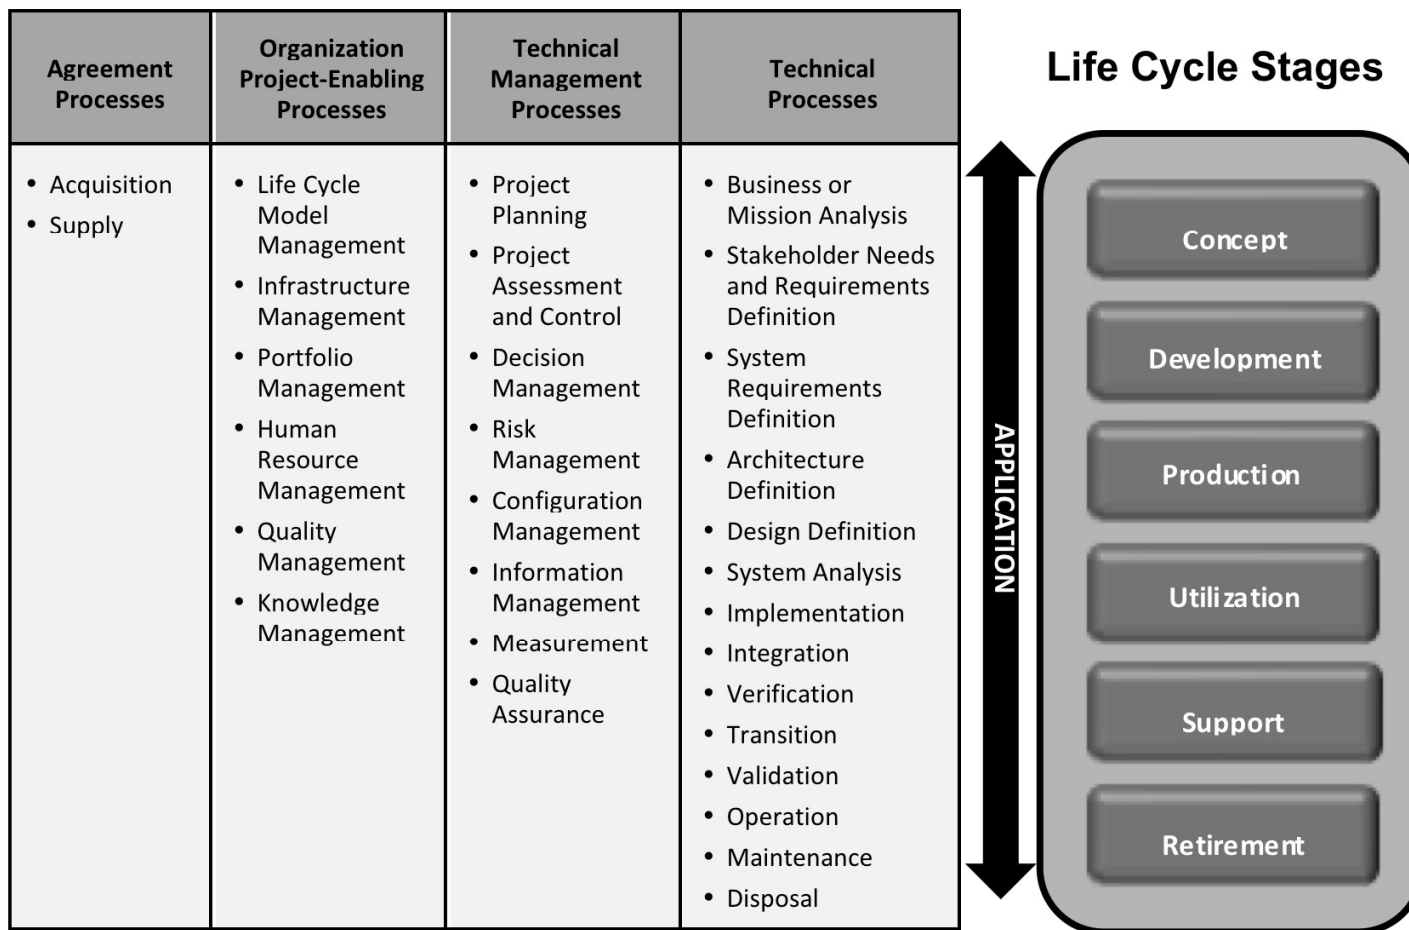 Agreement
Processes
Organization
Project-Enabling
Processes
Technical
Management
Processes
Technical
Processes
• Acquisition
• Supply
• Life Cycle
Model
Management
• Infrastructure
Management
• Portfolio
Management
• Human
Resource
Management
• Quality
Management
• Knowledge
Management
• Project
Planning
• Project
Assessment
and Control
• Decision
Management
• Risk
Management
• Configuration
Management
• Information
Management
• Measurement
• Quality
Assurance
• Business or
Mission Analysis
• Stakeholder Needs
and Requirements
Definition
• System
Requirements
Definition
• Architecture
Definition
• Design Definition
• System Analysis
• Implementation
• Integration
• Verification
• Transition
• Validation
• Operation
• Maintenance
• Disposal
APPLICATION
Life Cycle Stages
Concept
Development
Production
Utilization
Support
Retirement